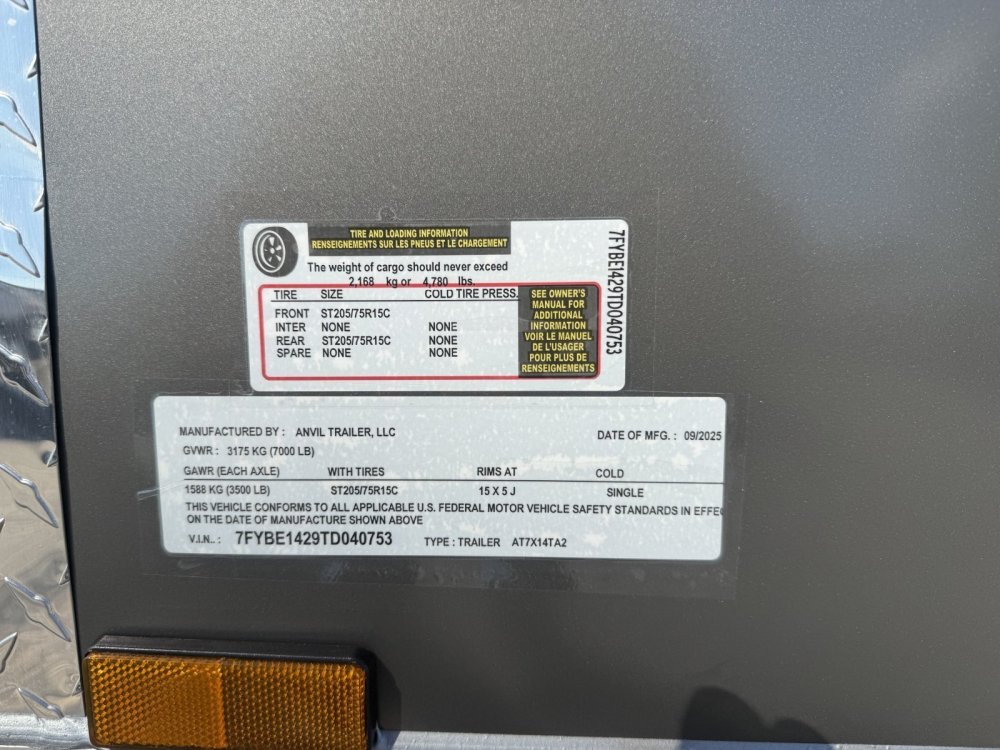 TIRE AND LOADING INFORMATION
RENSEIGNEMENTS SUR LES PNEUS ET LE CHARGEMENT
The weight of cargo should never exceed
2,168 kg or 4,780 lbs.
TIRE SIZE COLD TIRE PRESS.
FRONT ST205/75R15C
INTER NONE NONE
REAR ST205/75R15C NONE
SPARE NONE NONE
SEE OWNER'S
MANUAL FOR
ADDITIONAL
INFORMATION
VOIR LE MANUEL
DE L'USAGER
POUR PLUS DE
RENSEIGNEMENTS
7FYBE1429TD040753
MANUFACTURED BY : ANVIL TRAILER, LLC DATE OF MFG. : 09/2025
GVWR : 3175 KG (7000 LB)
GAWR (EACH AXLE) WITH TIRES RIMS AT COLD
1588 KG (3500 LB) ST205/75R15C 15 X 5 J SINGLE
THIS VEHICLE CONFORMS TO ALL APPLICABLE U.S. FEDERAL MOTOR VEHICLE SAFETY STANDARDS IN EFFEC
ON THE DATE OF MANUFACTURE SHOWN ABOVE
V.I.N.. : 7FYBE1429TD040753 TYPE : TRAILER AT7X14TA2